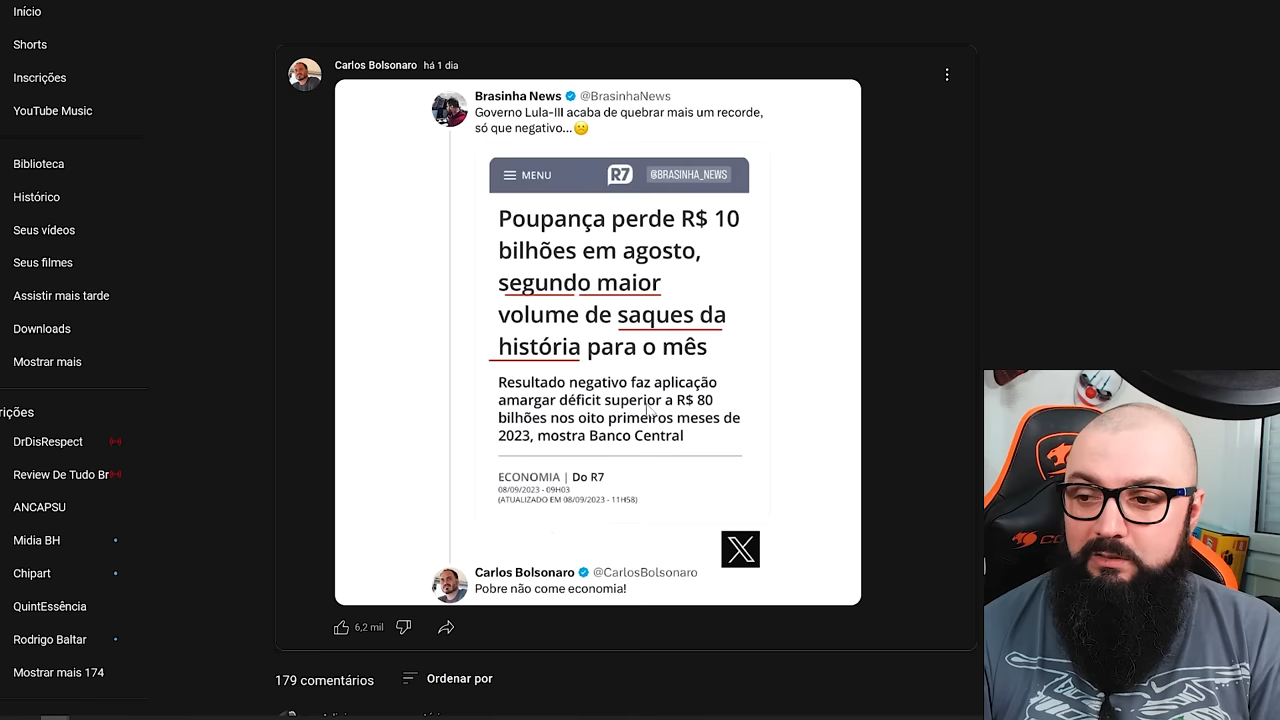 Início
Shorts
Inscrições
YouTube Music
Biblioteca
Histórico
Seus vídeos
Seus filmes
Assistir mais tarde
Downloads
Mostrar mais
rições
DrDisRespect
Review De Tudo Br
ANCAPSU
Midia BH
Chipart
QuintEssência
Rodrigo Baltar
Mostrar mais 174
Carlos Bolsonaro há 1 dia
Brasinha News @BrasinhaNews
Governo Lula-III acaba de quebrar mais um recorde,
só que negativo...
MENU R7 @BRASINHA_NEWS
Poupança perde R$ 10
bilhões em agosto,
segundo maior
volume de saques da
história para o mês
Resultado negativo faz aplicação
amargar déficit superior a R$ 80
bilhões nos oito primeiros meses de
2023, mostra Banco Central
ECONOMIA | Do R7
08/09/2023 - 09H03
(ATUALIZADO EM 08/09/2023 - 11H58)
X
Carlos Bolsonaro @CarlosBolsonaro
Pobre não come economia!
6,2 mil
179 comentários
Ordenar por